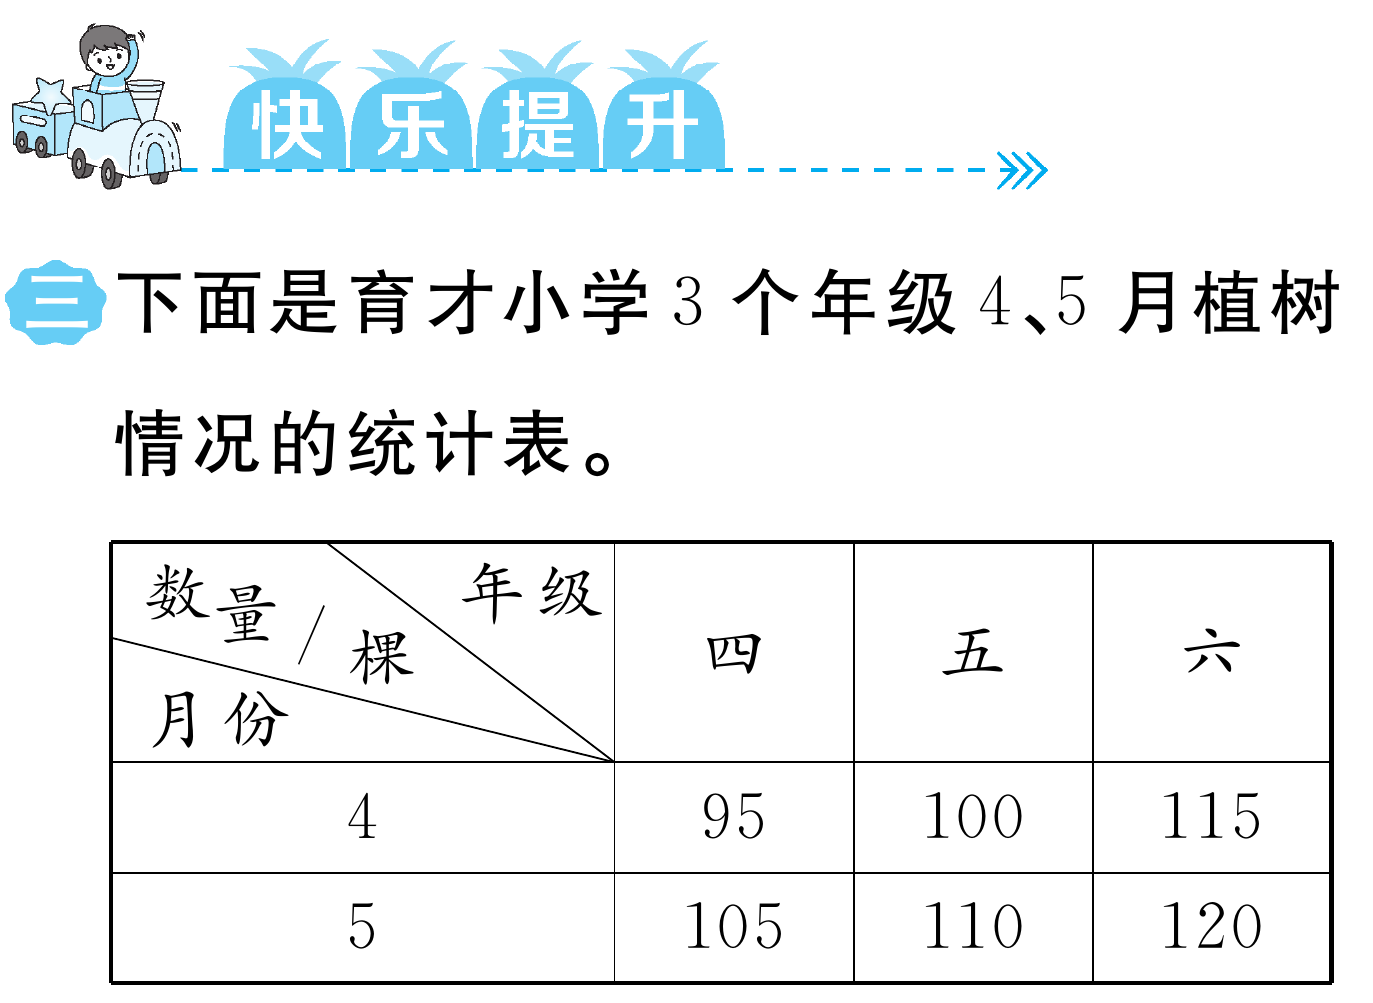 快乐提升
三 下面是育才小学3个年级4、5月植树
情况的统计表。
数量/棵 年级 月份 四 五 六
4 95 100 115
5 105 110 120